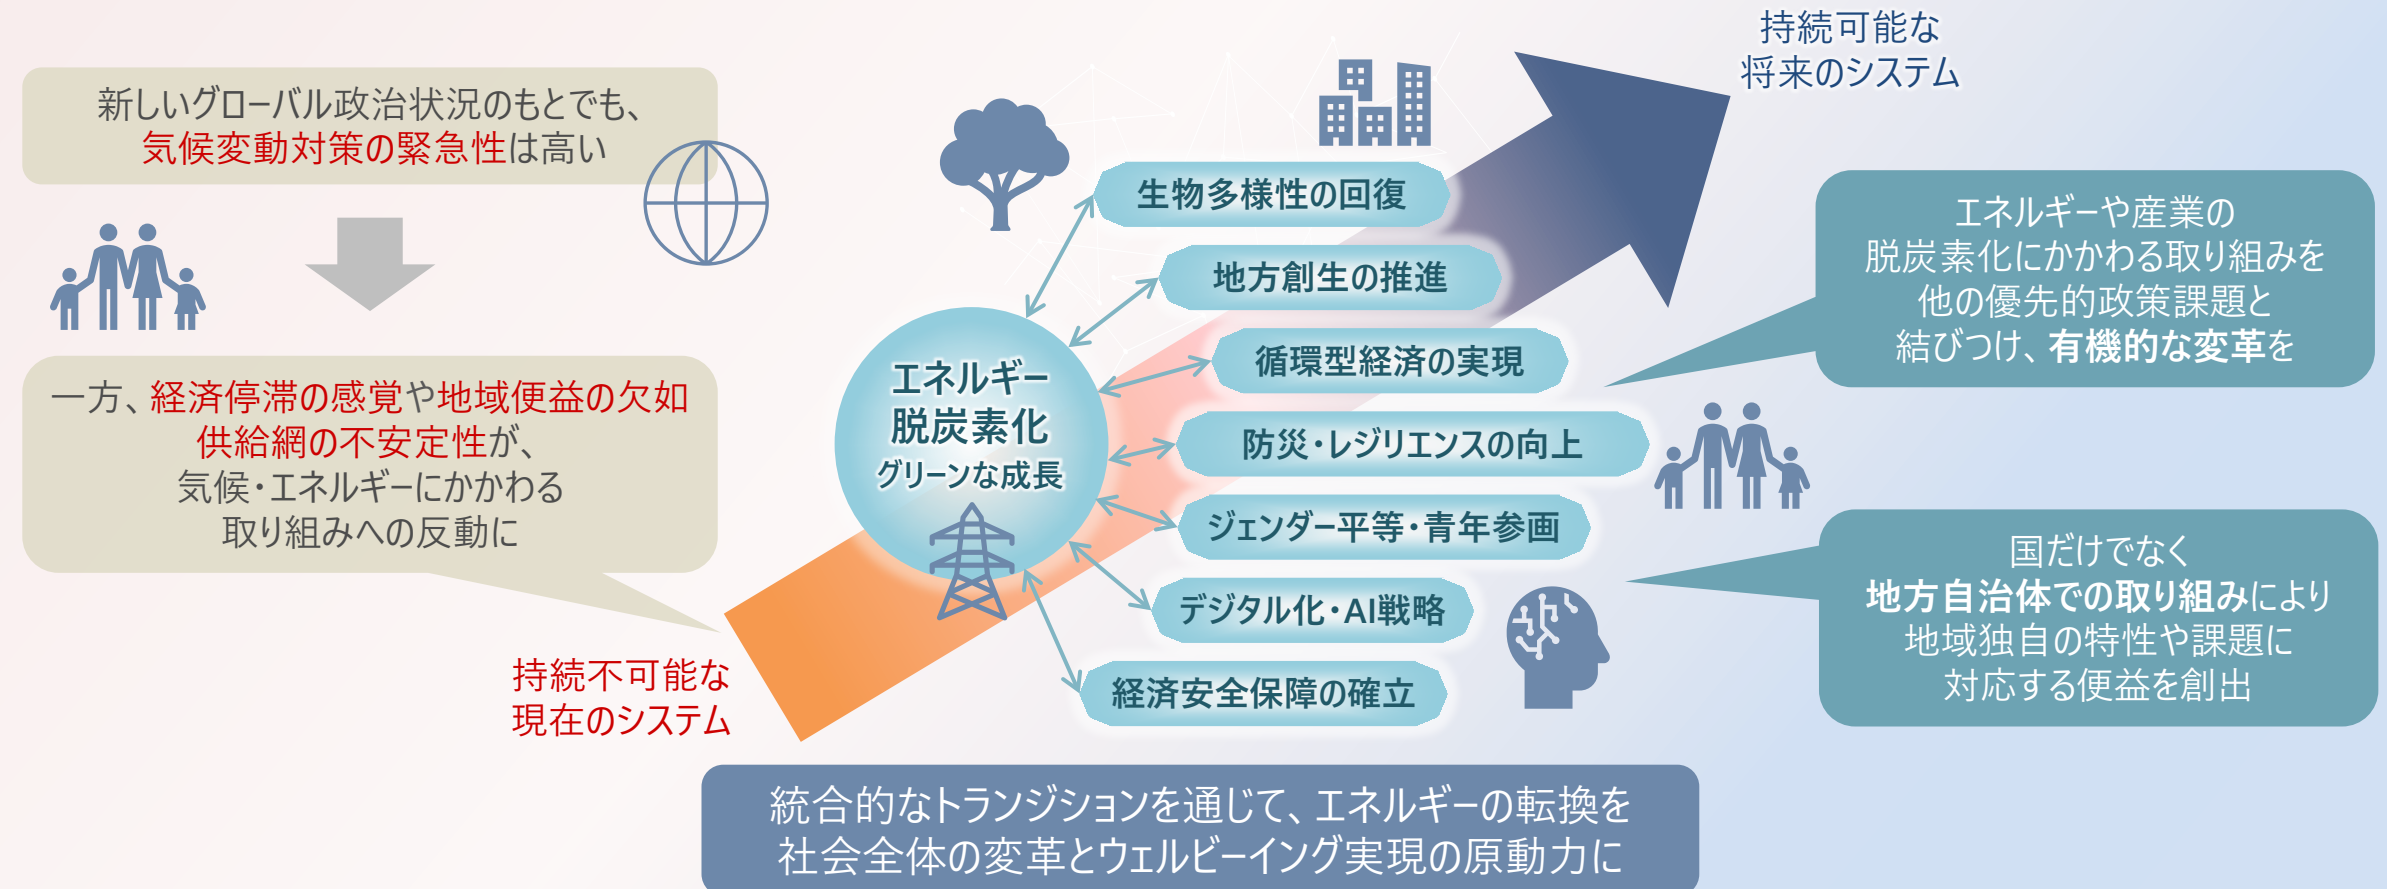 新しいグローバル政治状況のもとでも、
気候変動対策の緊急性は高い
一方、経済停滞の感覚や地域便益の欠如
供給網の不安定性が、
気候・エネルギーにかかわる
取り組みへの反動に
持続不可能な
現在のシステム
エネルギー
脱炭素化
グリーンな成長
生物多様性の回復
地方創生の推進
循環型経済の実現
防災・レジリエンスの向上
ジェンダー平等・青年参画
デジタル化・AI戦略
経済安全保障の確立
持続可能な
将来のシステム
エネルギーや産業の
脱炭素化にかかわる取り組みを
他の優先的政策課題と
結びつけ、有機的な変革を
国だけでなく
地方自治体での取り組みにより
地域独自の特性や課題に
対応する便益を創出
統合的なトランジションを通じて、エネルギーの転換を
社会全体の変革とウェルビーイング実現の原動力に